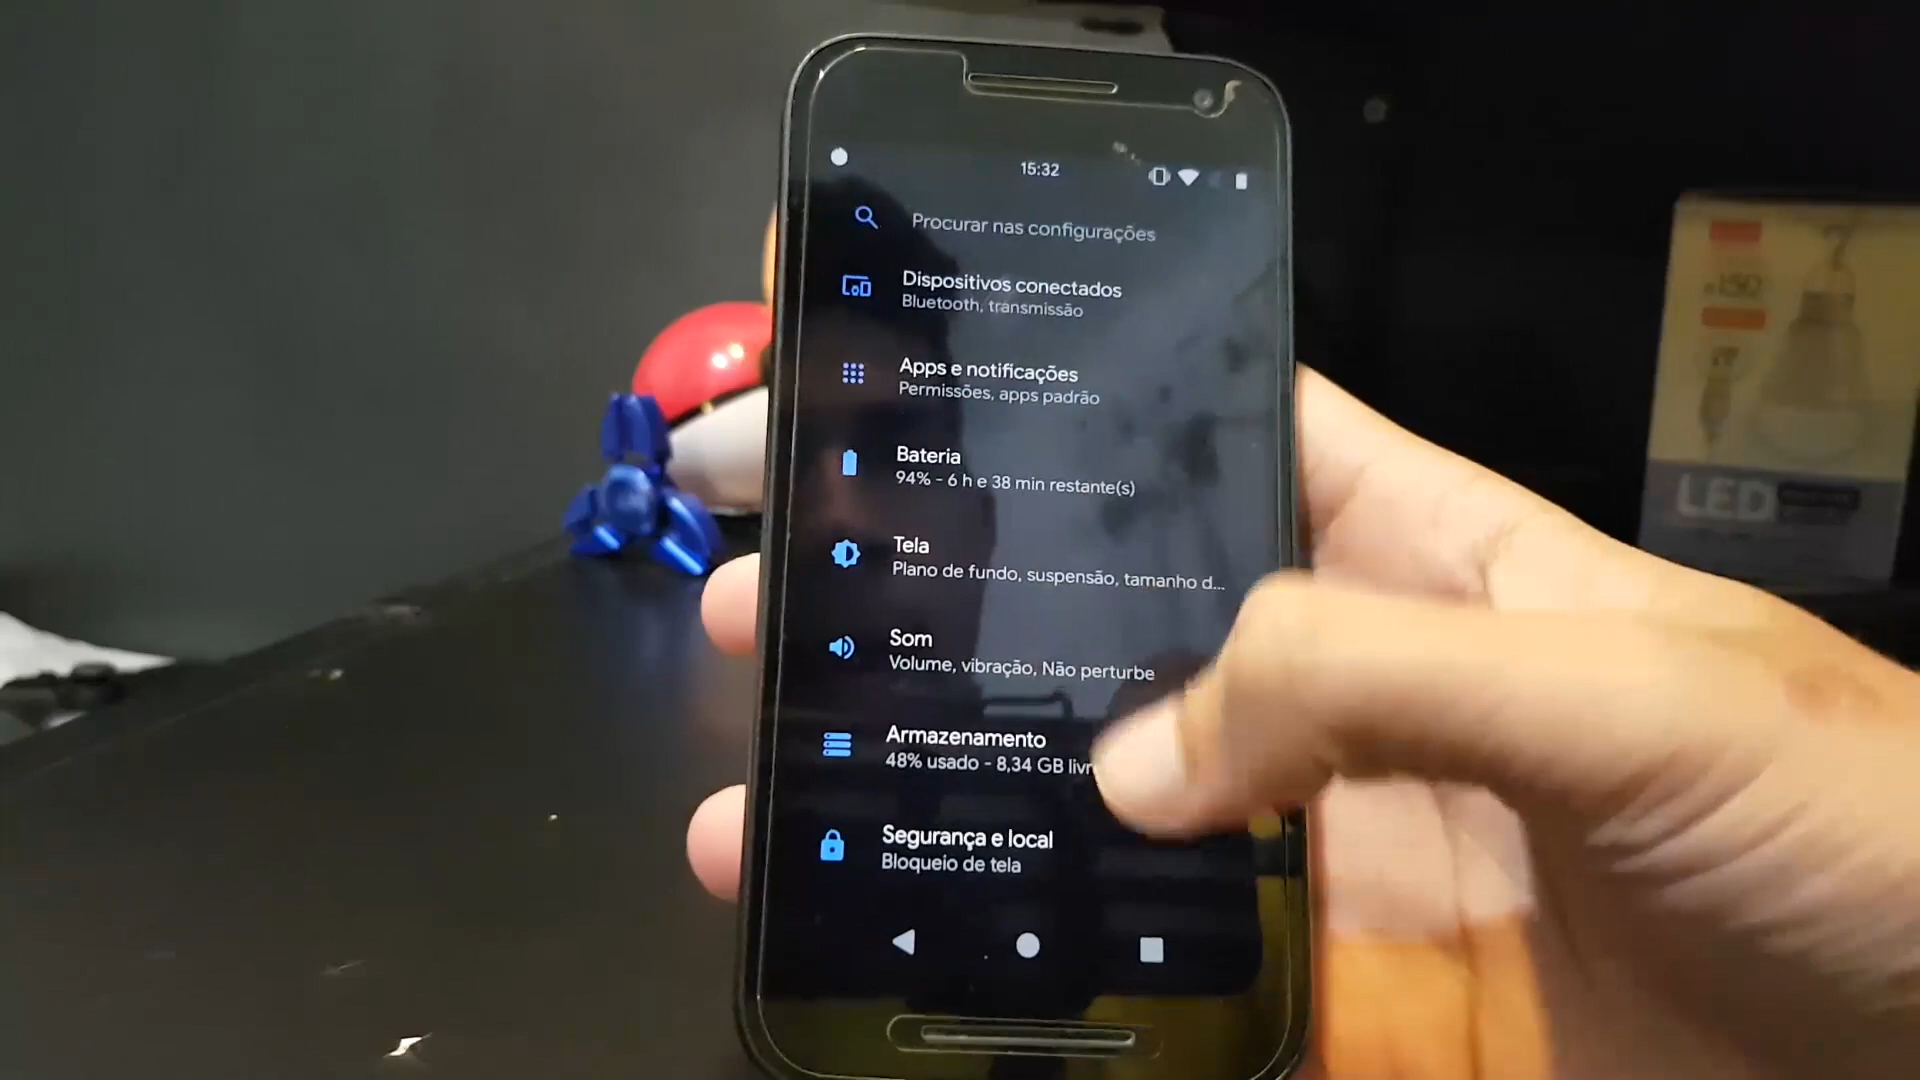 15:32
Procurar nas configurações
Dispositivos conectados
Bluetooth, transmissão
Apps e notificações
Permissões, apps padrão
Bateria
94% - 6 h e 38 min restante(s)
Tela
Plano de fundo, suspensão, tamanho d...
Som
Volume, vibração, Não perturbe
Armazenamento
48% usado - 8,34 GB livr
Segurança e local
Bloqueio de tela
LED